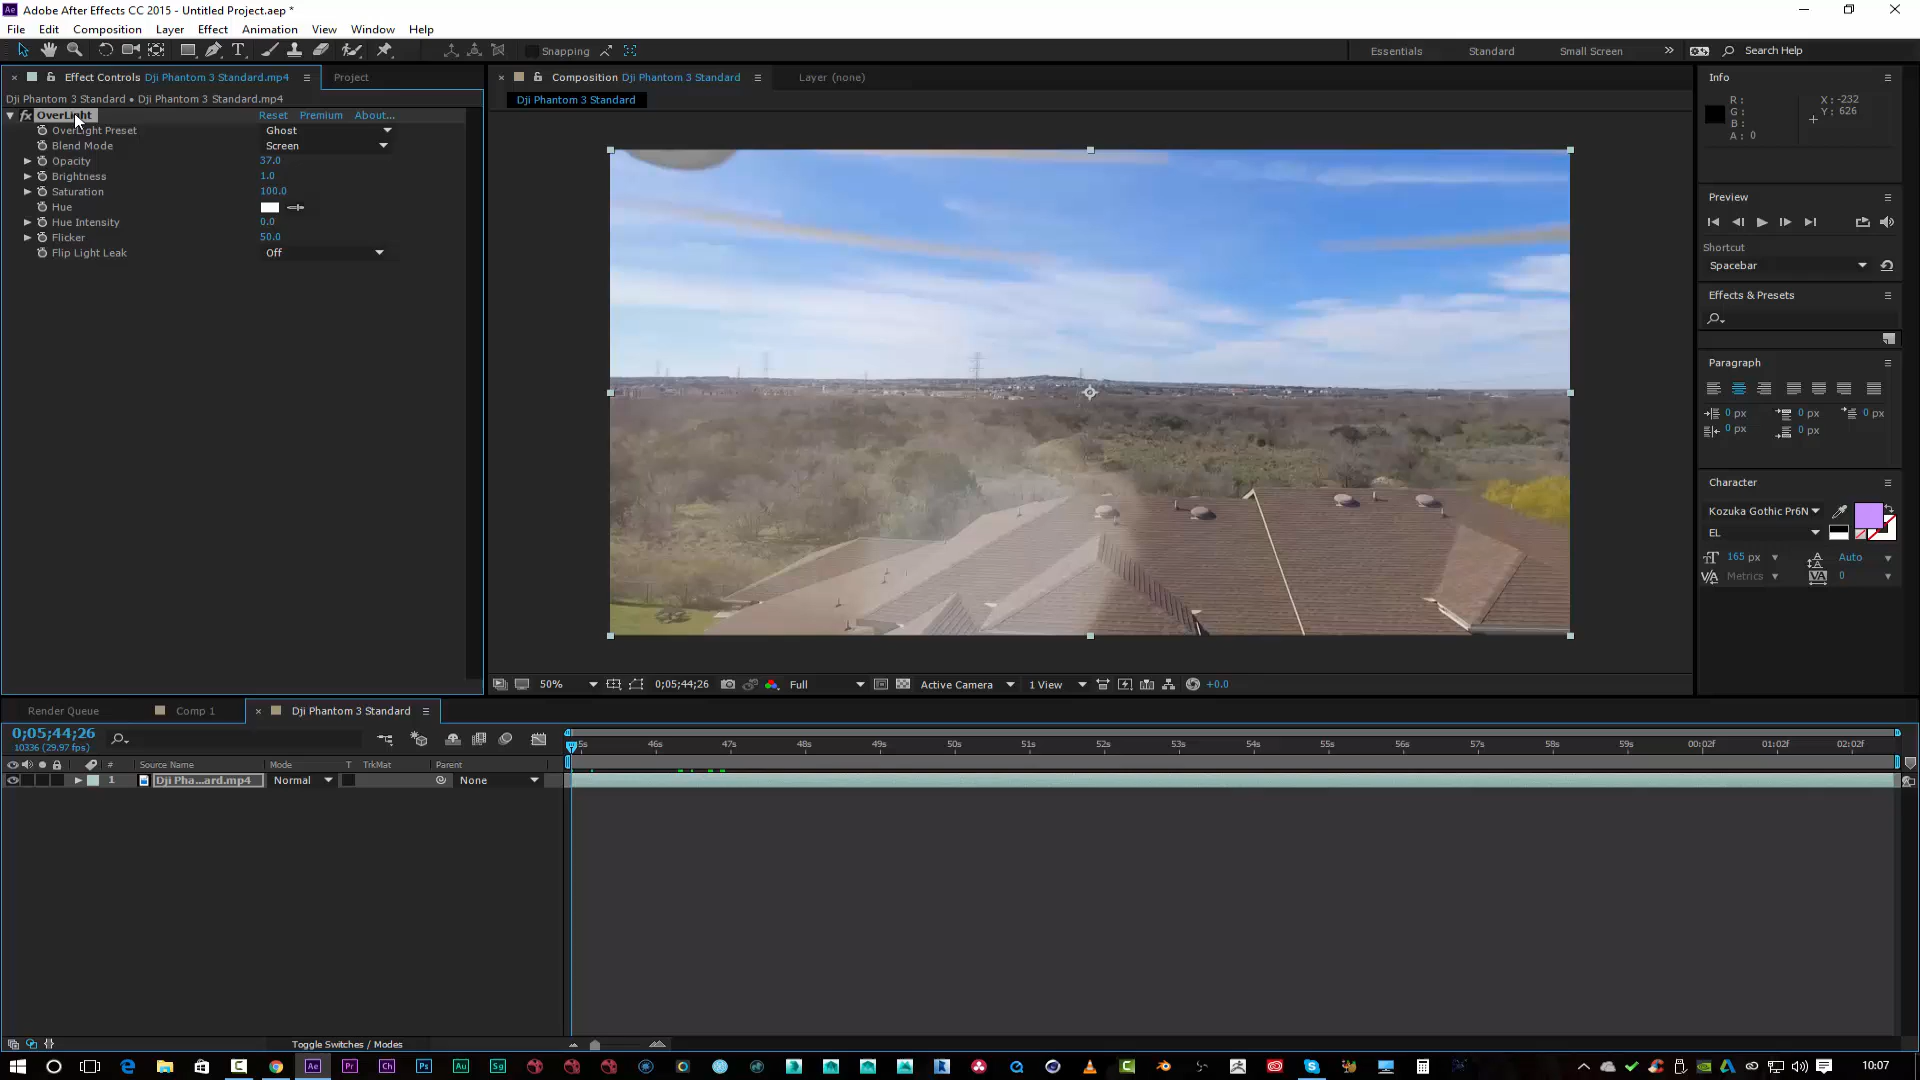 Adobe After Effects CC 2015 - Untitled Project.aep *
File Edit Composition Layer Effect Animation View Window Help
Snapping Essentials Standard Small Screen » Search Help
Effect Controls Dji Phantom 3 Standard.mp4 Project
Dji Phantom 3 Standard • Dji Phantom 3 Standard.mp4
fx OverLight Reset Premium About...
OverLight Preset Ghost
Blend Mode Screen
Opacity 37.0
Brightness 1.0
Saturation 100.0
Hue
Hue Intensity 0.0
Flicker 50.0
Flip Light Leak Off
Composition Dji Phantom 3 Standard Layer (none)
Dji Phantom 3 Standard
50% 0;05;44;26 Full Active Camera 1 View +0.0
Info
R : X : -232
G : Y : 626
B :
A : 0
Preview
Shortcut
Spacebar
Effects & Presets
Paragraph
0 px 0 px 0 px
0 px 0 px
Character
Kozuka Gothic Pr6N
EL
165 px Auto
Metrics 0
Render Queue Comp 1 Dji Phantom 3 Standard
0;05;44;26
10336 (29.97 fps)
# Source Name Mode T TrkMat Parent
1 Dji Pha...ard.mp4 Normal None
5s 46s 47s 48s 49s 50s 51s 52s 53s 54s 55s 56s 57s 58s 59s 00:02f 01:02f 02:02f
Toggle Switches / Modes
Ae Pr Ch Ps Au Sg
10:07